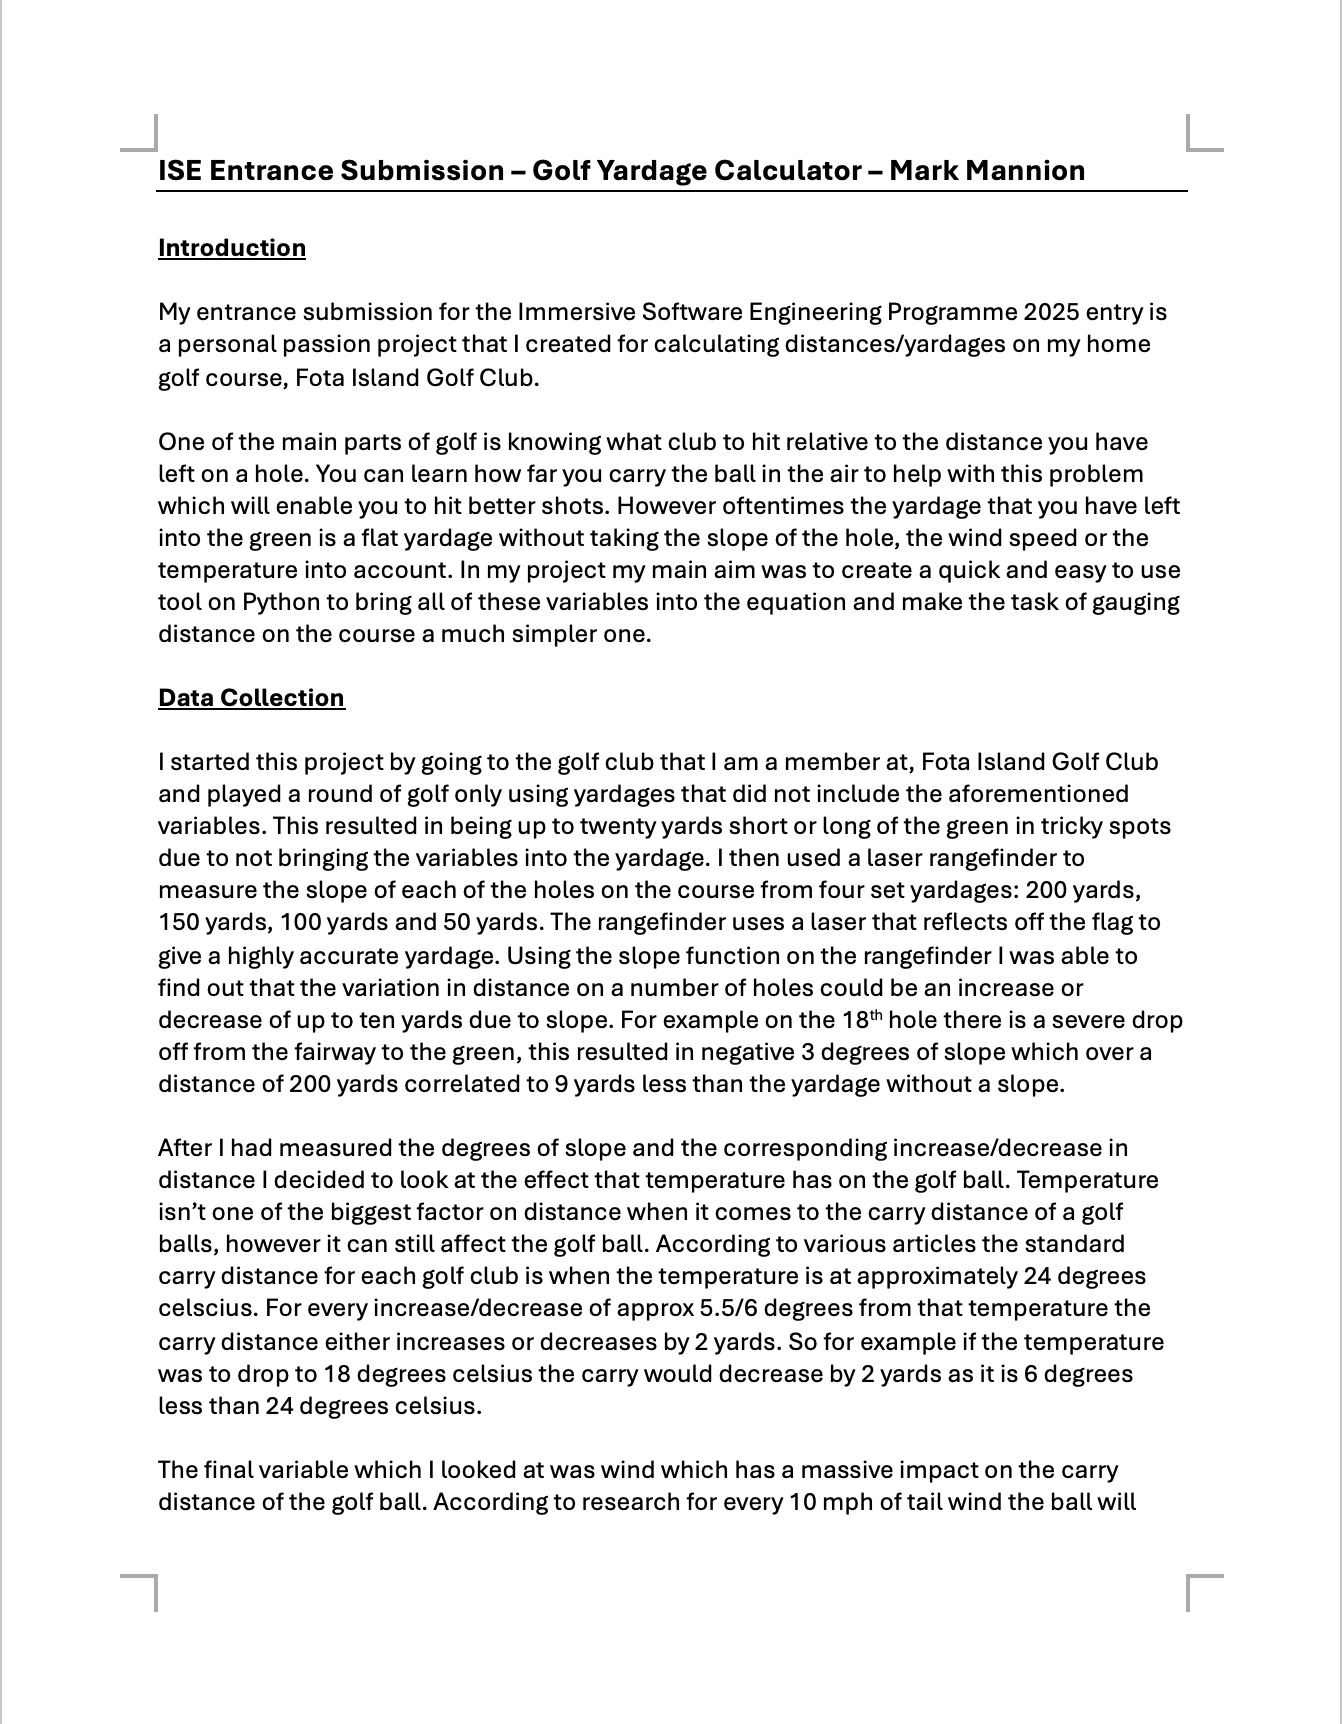 ISE Entrance Submission – Golf Yardage Calculator – Mark Mannion
Introduction
My entrance submission for the Immersive Software Engineering Programme 2025 entry is
a personal passion project that I created for calculating distances/yardages on my home
golf course, Fota Island Golf Club.
One of the main parts of golf is knowing what club to hit relative to the distance you have
left on a hole. You can learn how far you carry the ball in the air to help with this problem
which will enable you to hit better shots. However oftentimes the yardage that you have left
into the green is a flat yardage without taking the slope of the hole, the wind speed or the
temperature into account. In my project my main aim was to create a quick and easy to use
tool on Python to bring all of these variables into the equation and make the task of gauging
distance on the course a much simpler one.
Data Collection
I started this project by going to the golf club that I am a member at, Fota Island Golf Club
and played a round of golf only using yardages that did not include the aforementioned
variables. This resulted in being up to twenty yards short or long of the green in tricky spots
due to not bringing the variables into the yardage. I then used a laser rangefinder to
measure the slope of each of the holes on the course from four set yardages: 200 yards,
150 yards, 100 yards and 50 yards. The rangefinder uses a laser that reflects off the flag to
give a highly accurate yardage. Using the slope function on the rangefinder I was able to
find out that the variation in distance on a number of holes could be an increase or
decrease of up to ten yards due to slope. For example on the 18th hole there is a severe drop
off from the fairway to the green, this resulted in negative 3 degrees of slope which over a
distance of 200 yards correlated to 9 yards less than the yardage without a slope.
After I had measured the degrees of slope and the corresponding increase/decrease in
distance I decided to look at the effect that temperature has on the golf ball. Temperature
isn’t one of the biggest factor on distance when it comes to the carry distance of a golf
balls, however it can still affect the golf ball. According to various articles the standard
carry distance for each golf club is when the temperature is at approximately 24 degrees
celscius. For every increase/decrease of approx 5.5/6 degrees from that temperature the
carry distance either increases or decreases by 2 yards. So for example if the temperature
was to drop to 18 degrees celsius the carry would decrease by 2 yards as it is 6 degrees
less than 24 degrees celsius.
The final variable which I looked at was wind which has a massive impact on the carry
distance of the golf ball. According to research for every 10 mph of tail wind the ball will